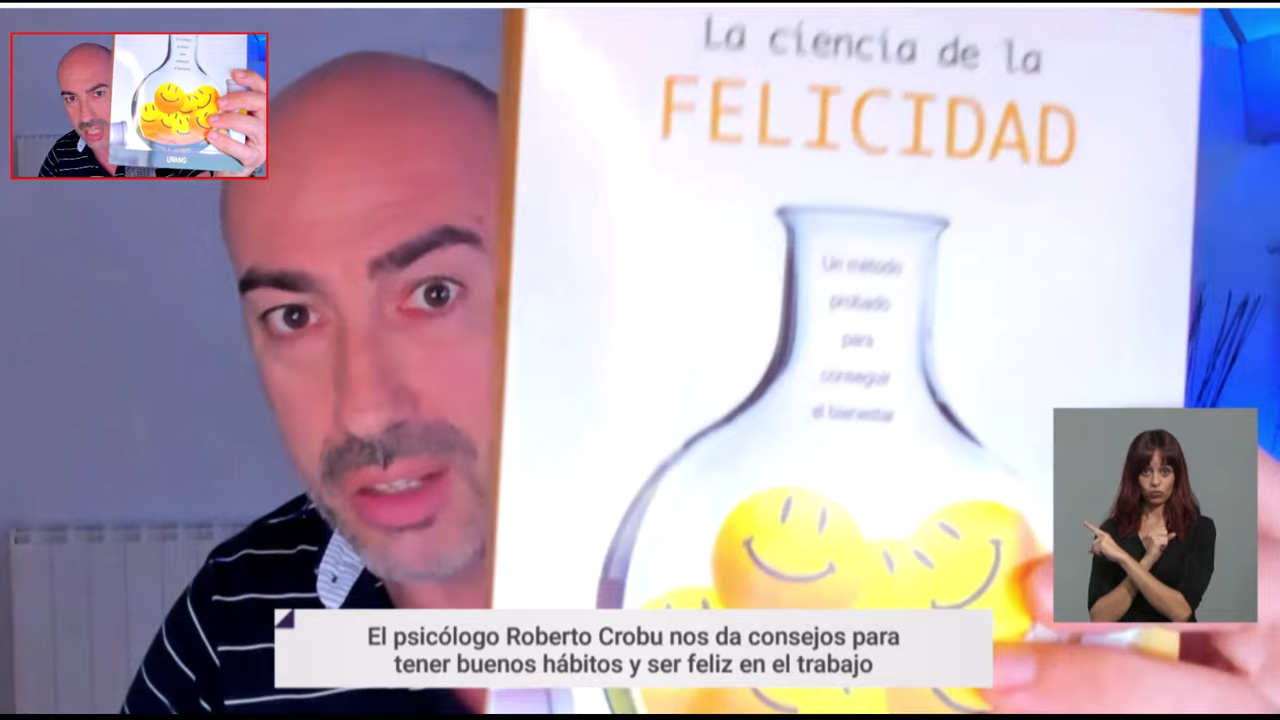 La ciencia de la
FELICIDAD
Un método
probado
para
conseguir
el bienestar
URANO
El psicólogo Roberto Crobu nos da consejos para
tener buenos hábitos y ser feliz en el trabajo